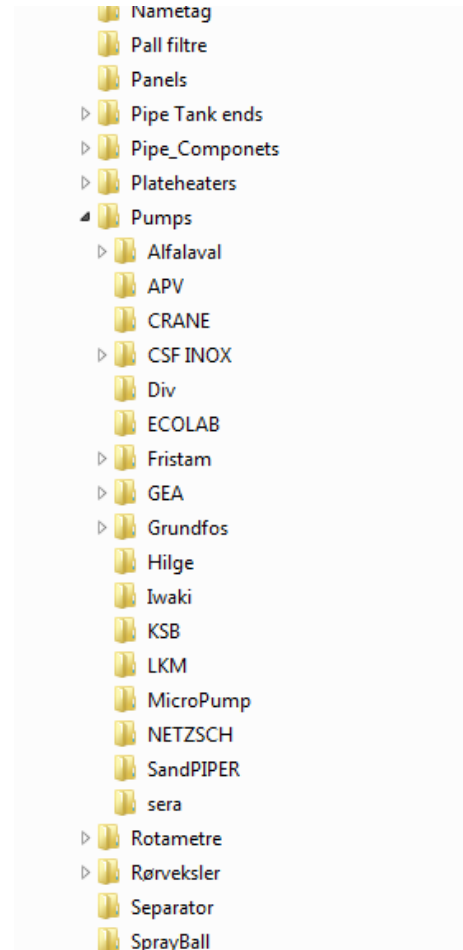 Nametag
Pall filtre
Panels
Pipe Tank ends
Pipe_Componets
Plateheaters
Pumps
Alfalaval
APV
CRANE
CSF INOX
Div
ECOLAB
Fristam
GEA
Grundfos
Hilge
Iwaki
KSB
LKM
MicroPump
NETZSCH
SandPIPER
sera
Rotametre
Rørveksler
Separator
SprayBall